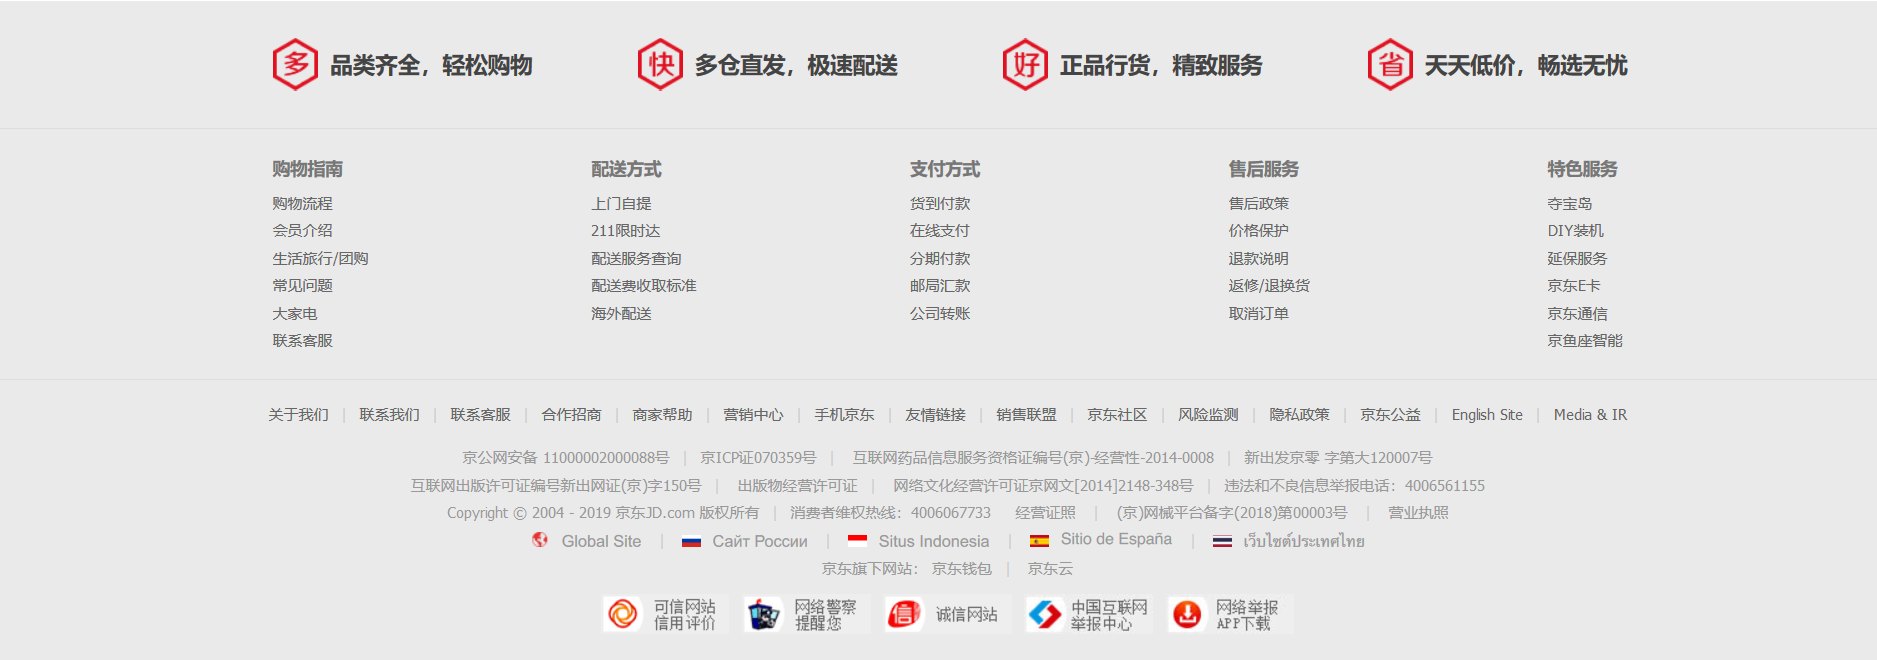 多 品类齐全，轻松购物 快 多仓直发，极速配送 好 正品行货，精致服务 省 天天低价，畅选无忧
购物指南
购物流程
会员介绍
生活旅行/团购
常见问题
大家电
联系客服
配送方式
上门自提
211限时达
配送服务查询
配送费收取标准
海外配送
支付方式
货到付款
在线支付
分期付款
邮局汇款
公司转账
售后服务
售后政策
价格保护
退款说明
返修/退换货
取消订单
特色服务
夺宝岛
DIY装机
延保服务
京东E卡
京东通信
京鱼座智能
关于我们 | 联系我们 | 联系客服 | 合作招商 | 商家帮助 | 营销中心 | 手机京东 | 友情链接 | 销售联盟 | 京东社区 | 风险监测 | 隐私政策 | 京东公益 | English Site | Media & IR
京公网安备 11000002000088号 | 京ICP证070359号 | 互联网药品信息服务资格证编号(京)-经营性-2014-0008 | 新出发京零 字第大120007号
互联网出版许可证编号新出网证(京)字150号 | 出版物经营许可证 | 网络文化经营许可证京网文[2014]2148-348号 | 违法和不良信息举报电话：4006561155
Copyright © 2004 - 2019 京东JD.com 版权所有 | 消费者维权热线：4006067733 经营证照 | (京)网械平台备字(2018)第00003号 | 营业执照
Global Site | Сайт России | Situs Indonesia | Sitio de España | เว็บไซต์ประเทศไทย
京东旗下网站： 京东钱包 | 京东云
可信网站
信用评价
网络警察
提醒您
诚信网站
中国互联网
举报中心
网络举报
APP下载